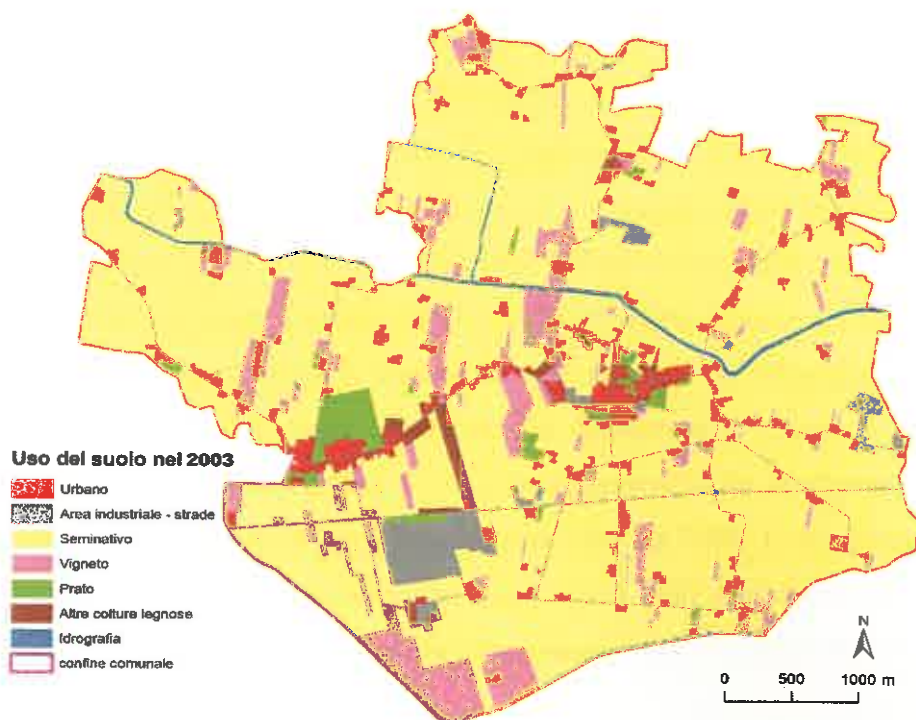 Uso del suolo nel 2003
Urbano
Area industriale - strade
Seminativo
Vigneto
Prato
Altre colture legnose
Idrografia
confine comunale
N
0 500 1000 m